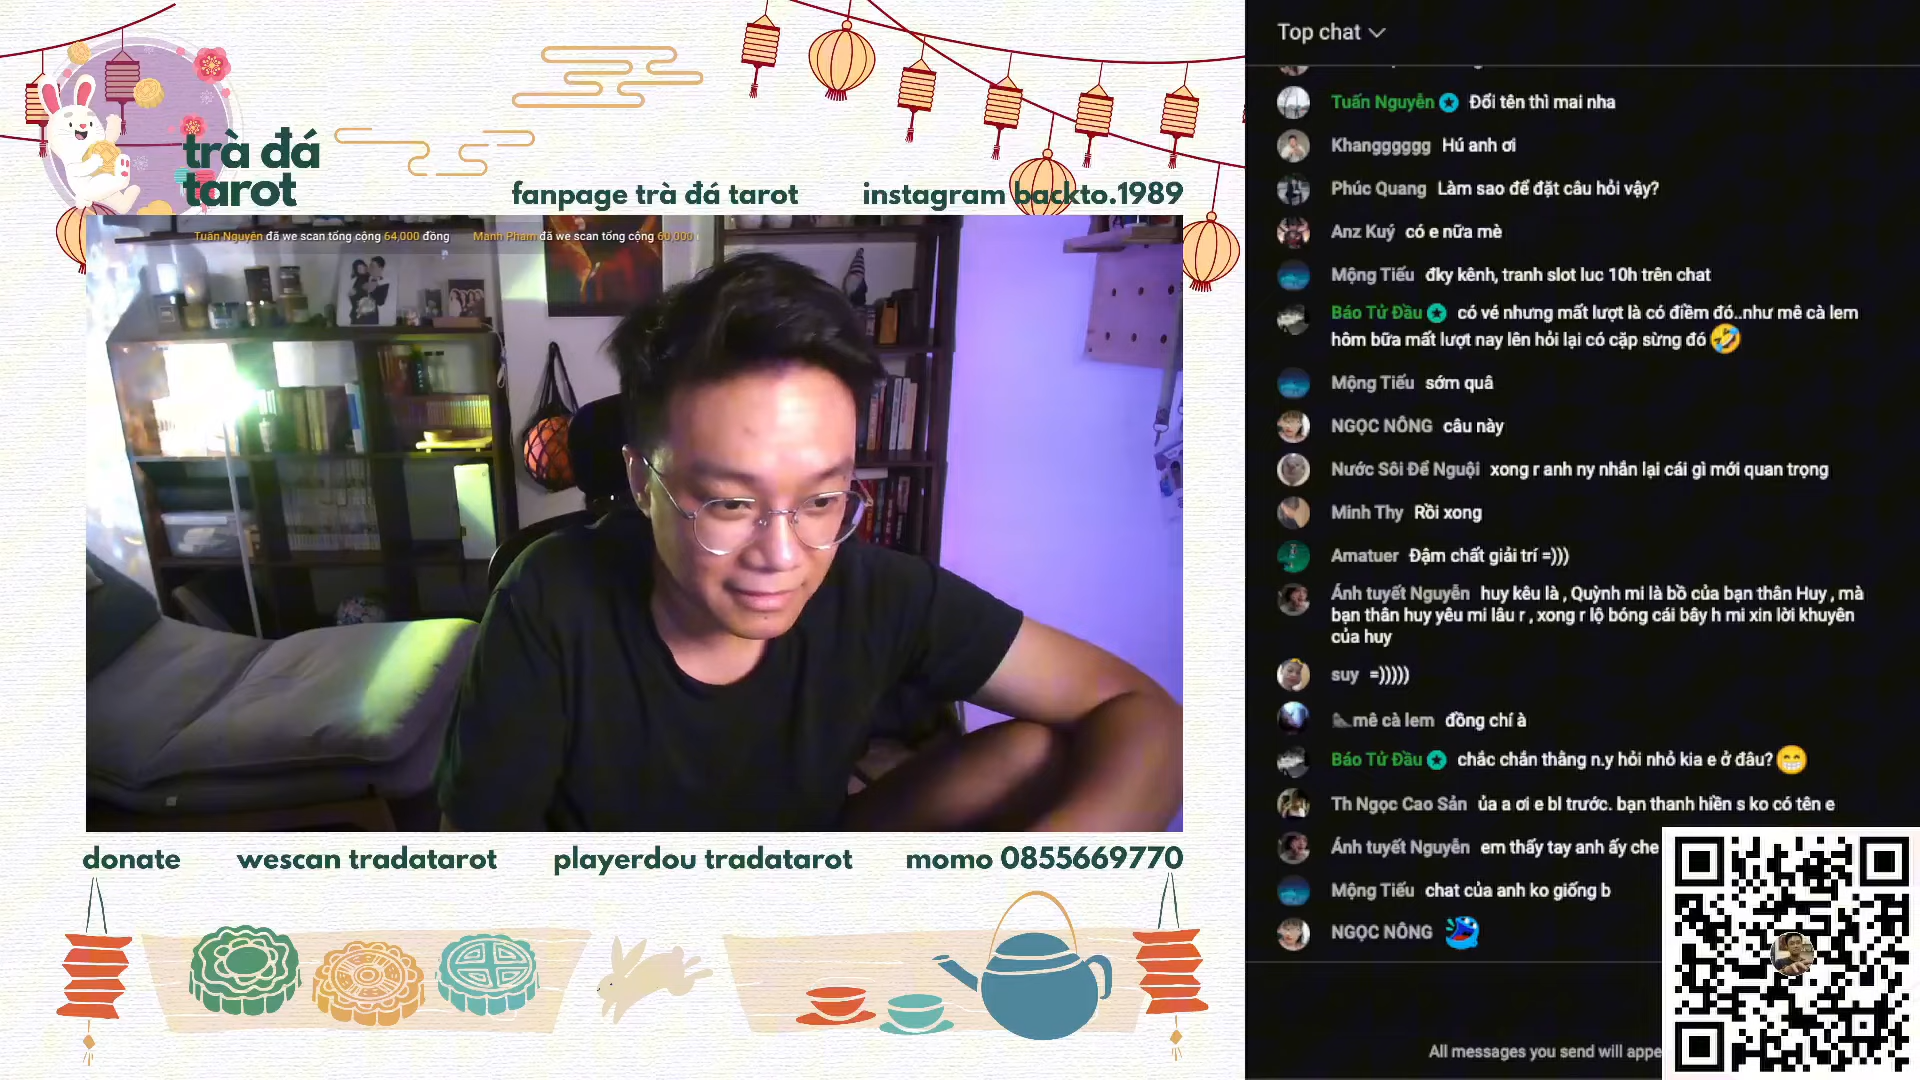 trà đá
tarot
fanpage trà đá tarot
instagram backto.1989
Tuấn Nguyễn đã we scan tổng cộng 64,000 đồng
Mạnh Phạm đã we scan tổng cộng 60,000
donate
wescan tradatarot
playerdou tradatarot
momo 0855669770
Top chat
Tuấn Nguyễn Đổi tên thì mai nha
Khangggggg Hú anh ơi
Phúc Quang Làm sao để đặt câu hỏi vậy?
Anz Kuý có e nữa mè
Mộng Tiếu đky kênh, tranh slot luc 10h trên chat
Báo Tử Đầu có vé nhưng mất lượt là có điềm đó..như mê cà lem
hôm bữa mất lượt nay lên hỏi lại có cặp sừng đó 🤣
Mộng Tiếu sớm quâ
NGỌC NÔNG câu này
Nước Sôi Để Nguội xong r anh ny nhắn lại cái gì mới quan trọng
Minh Thy Rồi xong
Amatuer Đậm chất giải trí =)))
Ánh tuyết Nguyễn huy kêu là , Quỳnh mi là bồ của bạn thân Huy , mà
bạn thân huy yêu mi lâu r , xong r lộ bóng cái bây h mi xin lời khuyên
của huy
suy =)))))
mê cà lem đồng chí à
Báo Tử Đầu chắc chắn thằng n.y hỏi nhỏ kia e ở đâu? 😁
Th Ngọc Cao Sản ủa a ơi e bl trước. bạn thanh hiền s ko có tên e
Ánh tuyết Nguyễn em thấy tay anh ấy che
Mộng Tiếu chat của anh ko giống b
NGỌC NÔNG
All messages you send will appe